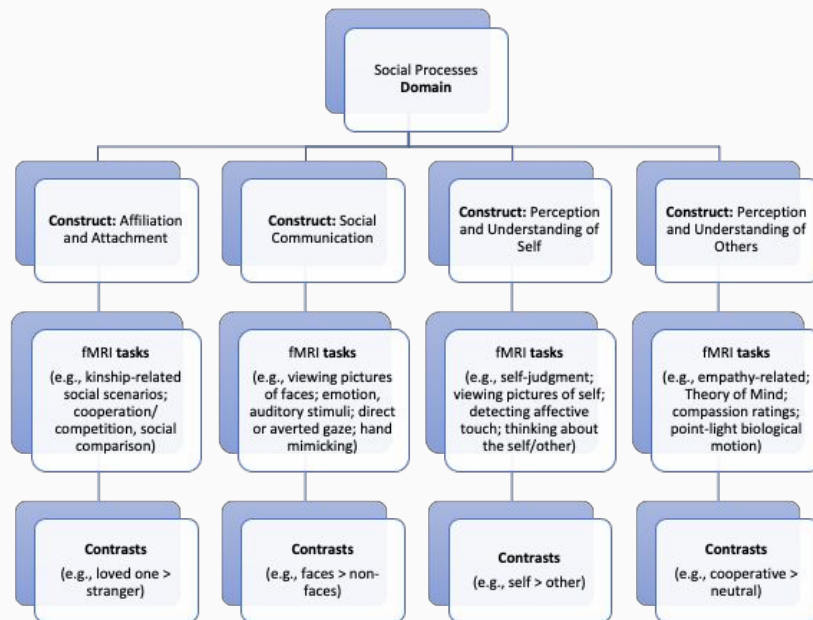 Social Processes
Domain
Construct: Affiliation
and Attachment
Construct: Social
Communication
Construct: Perception
and Understanding of
Self
Construct: Perception
and Understanding of
Others
fMRI tasks
(e.g., kinship-related
social scenarios;
cooperation/
competition, social
comparison)
fMRI tasks
(e.g., viewing pictures
of faces; emotion,
auditory stimuli; direct
or averted gaze; hand
mimicking)
fMRI tasks
(e.g., self-judgment;
viewing pictures of self;
detecting affective
touch; thinking about
the self/other)
fMRI tasks
(e.g., empathy-related;
Theory of Mind;
compassion ratings;
point-light biological
motion)
Contrasts
(e.g., loved one >
stranger)
Contrasts
(e.g., faces > non-
faces)
Contrasts
(e.g., self > other)
Contrasts
(e.g., cooperative >
neutral)